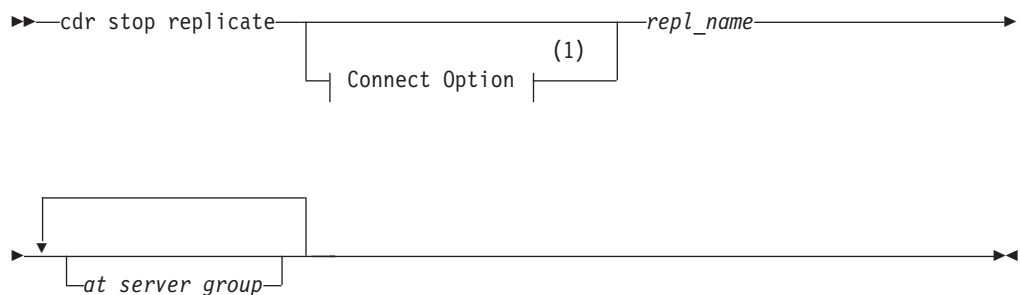 cdr stop replicate repl_name
(1)
Connect Option
at server group